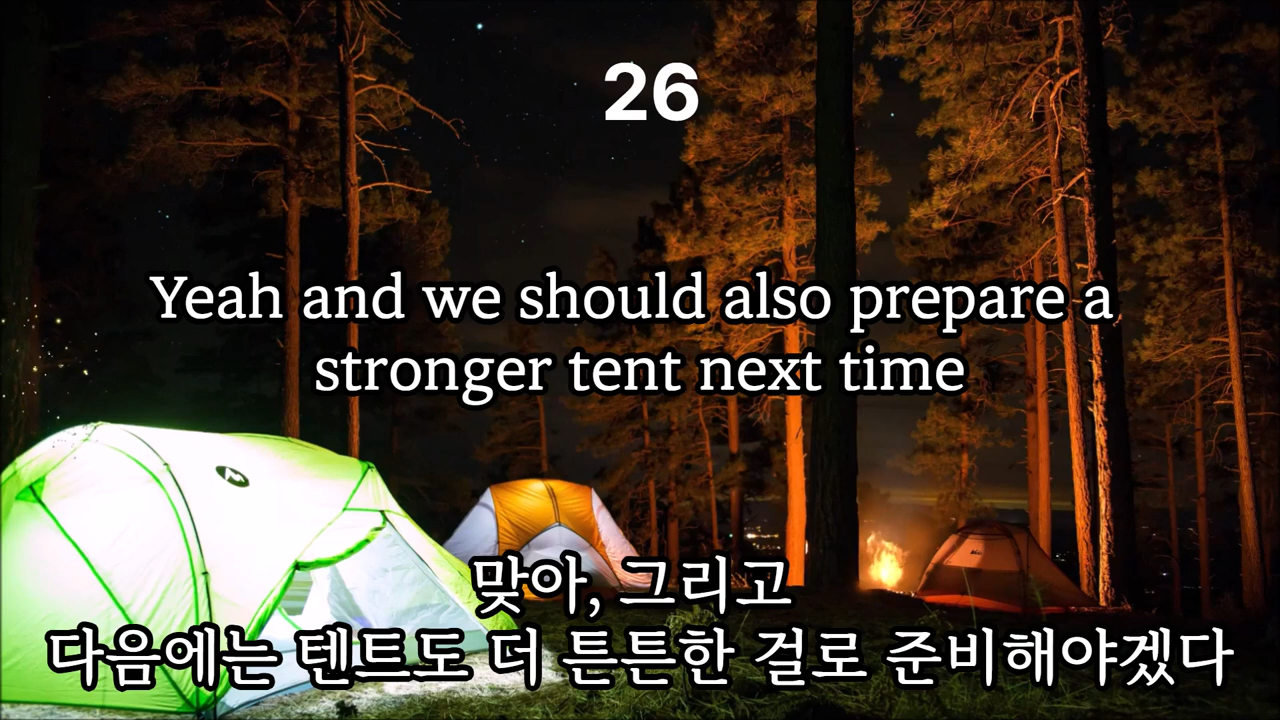 26
Yeah and we should also prepare a
stronger tent next time
맞아, 그리고
다음에는 텐트도 더 튼튼한 걸로 준비해야겠다